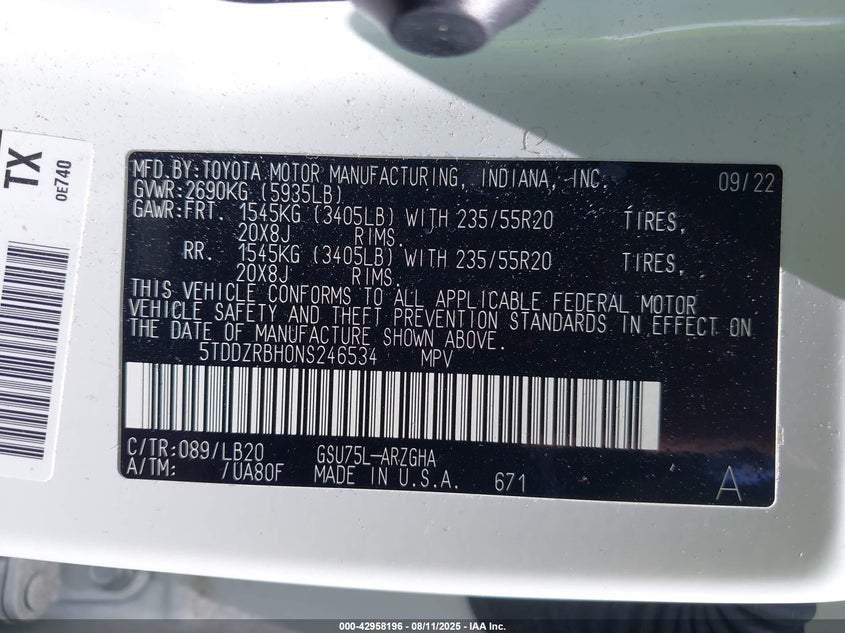 TX
0E740
MFD.BY:TOYOTA MOTOR MANUFACTURING, INDIANA, INC. 09/22
GVWR:2690KG (5935LB)
GAWR:FRT. 1545KG (3405LB) WITH 235/55R20 TIRES,
20X8J RIMS.
RR. 1545KG (3405LB) WITH 235/55R20 TIRES,
20X8J RIMS.
THIS VEHICLE CONFORMS TO ALL APPLICABLE FEDERAL MOTOR
VEHICLE SAFETY AND THEFT PREVENTION STANDARDS IN EFFECT ON
THE DATE OF MANUFACTURE SHOWN ABOVE.
5TDDZRBH0NS246534 MPV
C/TR:089/LB20 GSU75L-ARZGHA
A/TM: /UA80F MADE IN U.S.A. 671
A
000-42958196 - 08/11/2025 - IAA Inc.